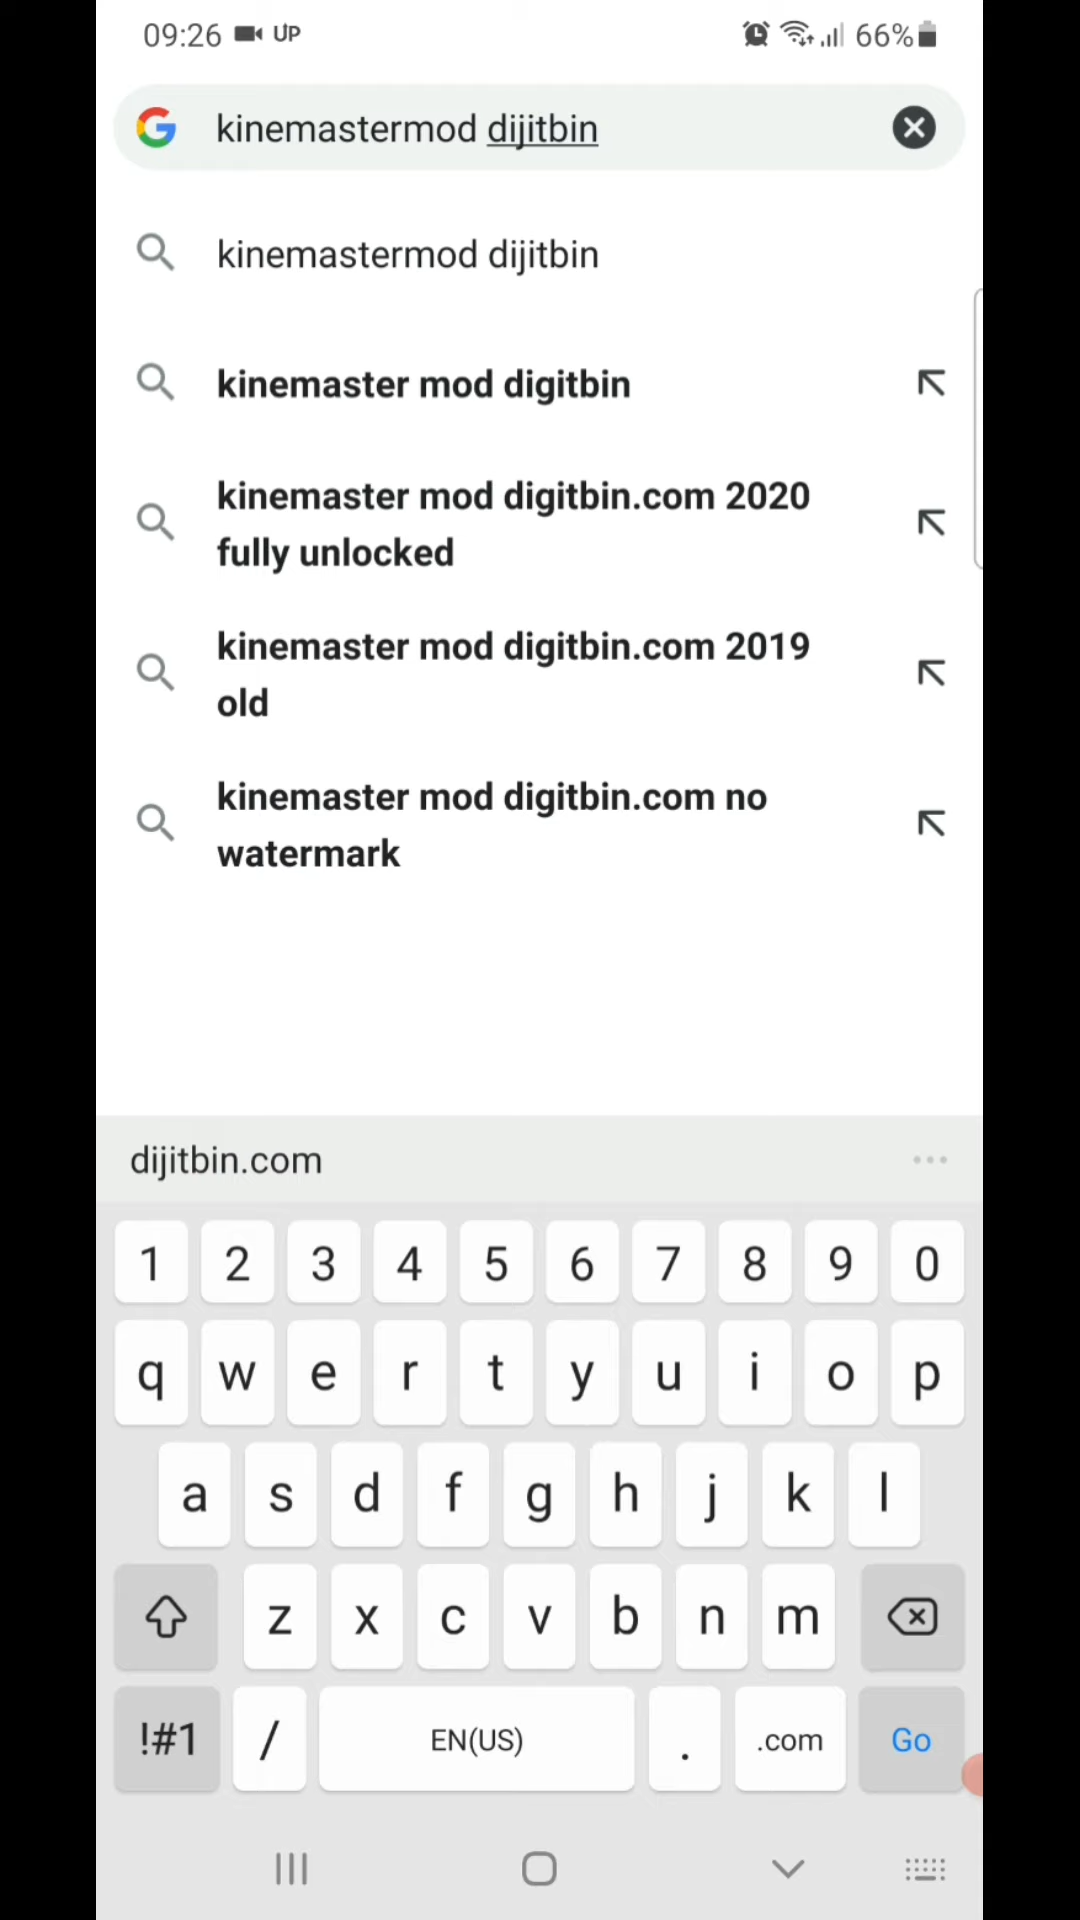 09:26 UP 66%
kinemastermod dijitbin
kinemastermod dijitbin
kinemaster mod digitbin
kinemaster mod digitbin.com 2020
fully unlocked
kinemaster mod digitbin.com 2019
old
kinemaster mod digitbin.com no
watermark
dijitbin.com
1 2 3 4 5 6 7 8 9 0
q w e r t y u i o p
a s d f g h j k l
z x c v b n m
!#1 / EN(US) . .com Go